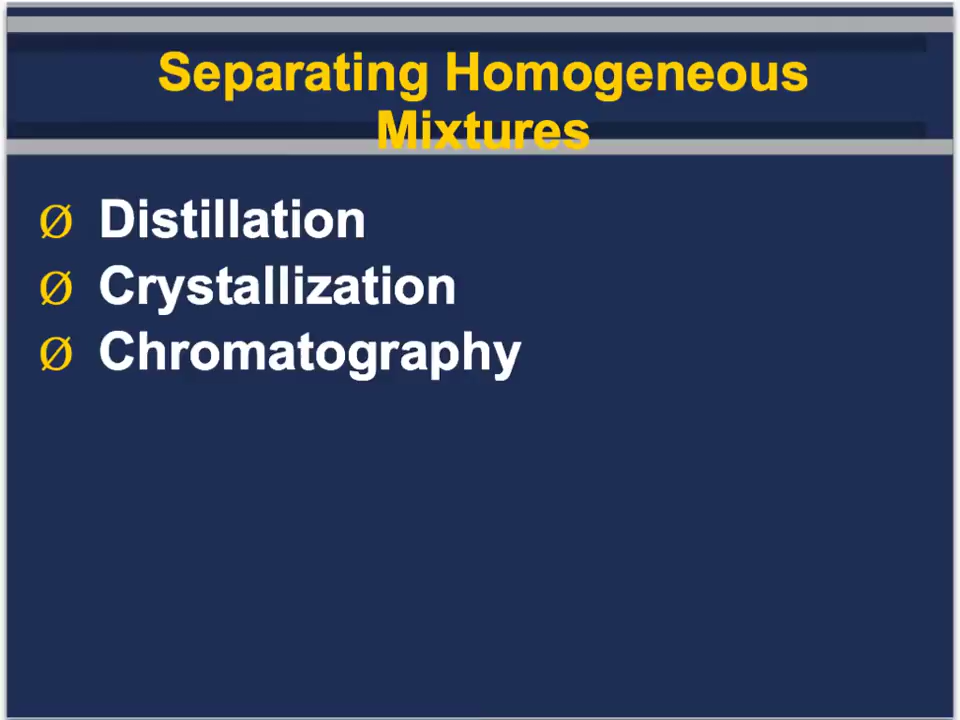 Separating Homogeneous
Mixtures
Ø Distillation
Ø Crystallization
Ø Chromatography